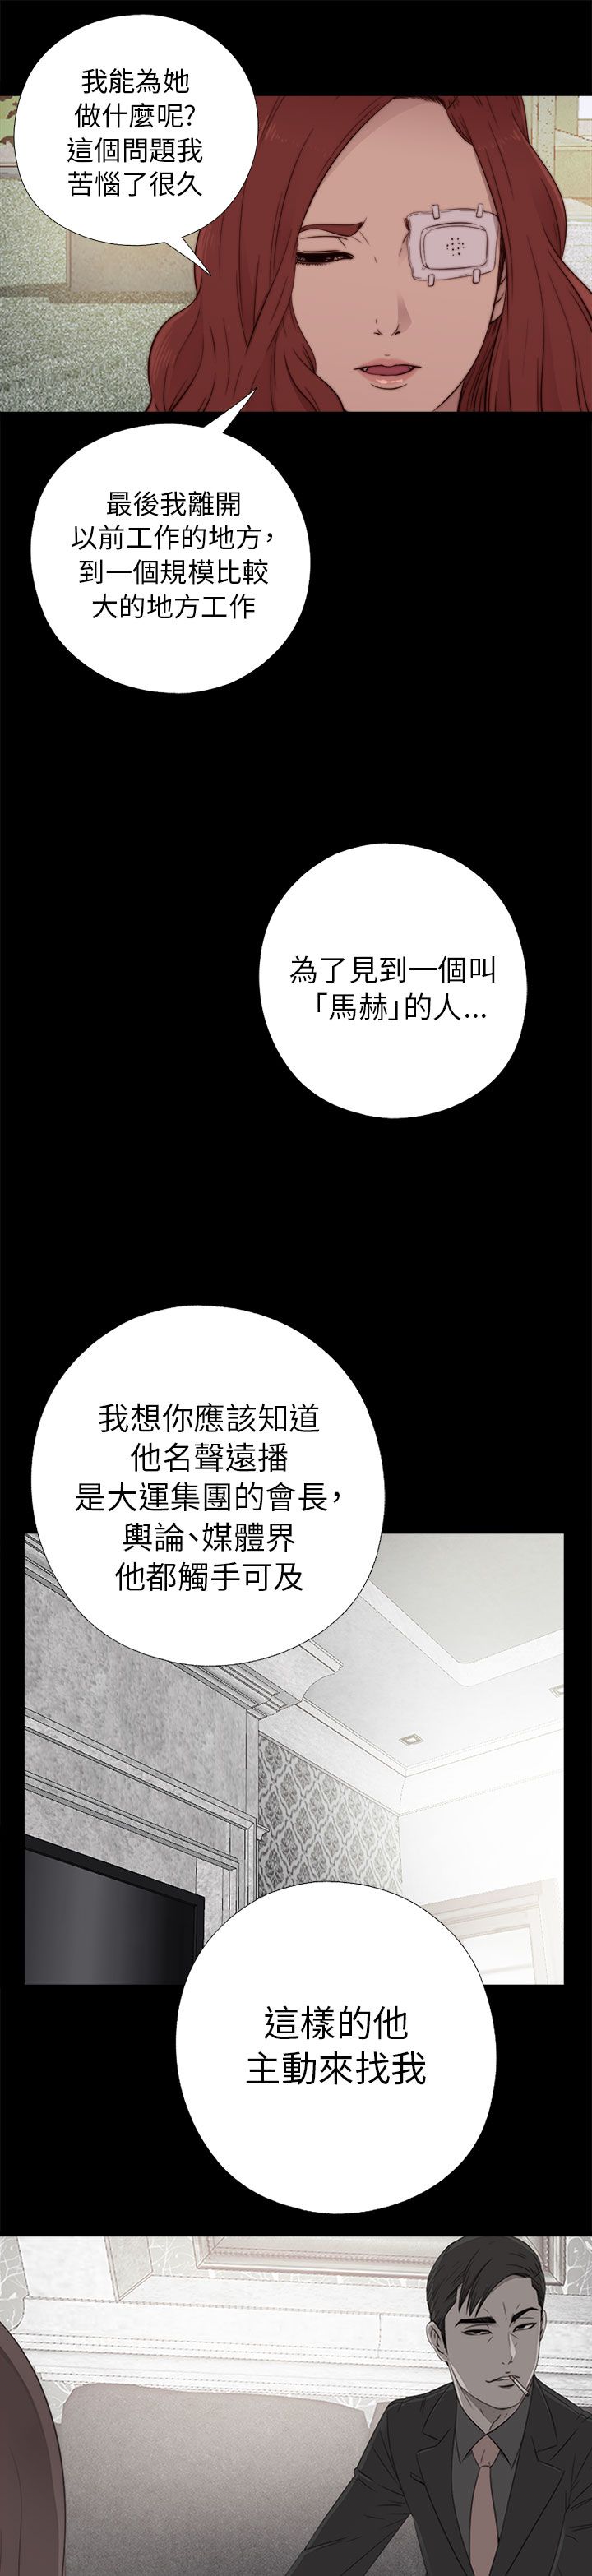 我能為她
做什麼呢?
這個問題我
苦惱了很久
最後我離開
以前工作的地方，
到一個規模比較
大的地方工作
為了見到一個叫
「馬赫」的人...
我想你應該知道
他名聲遠播
是大運集團的會長，
輿論、媒體界
他都觸手可及
這樣的他
主動來找我